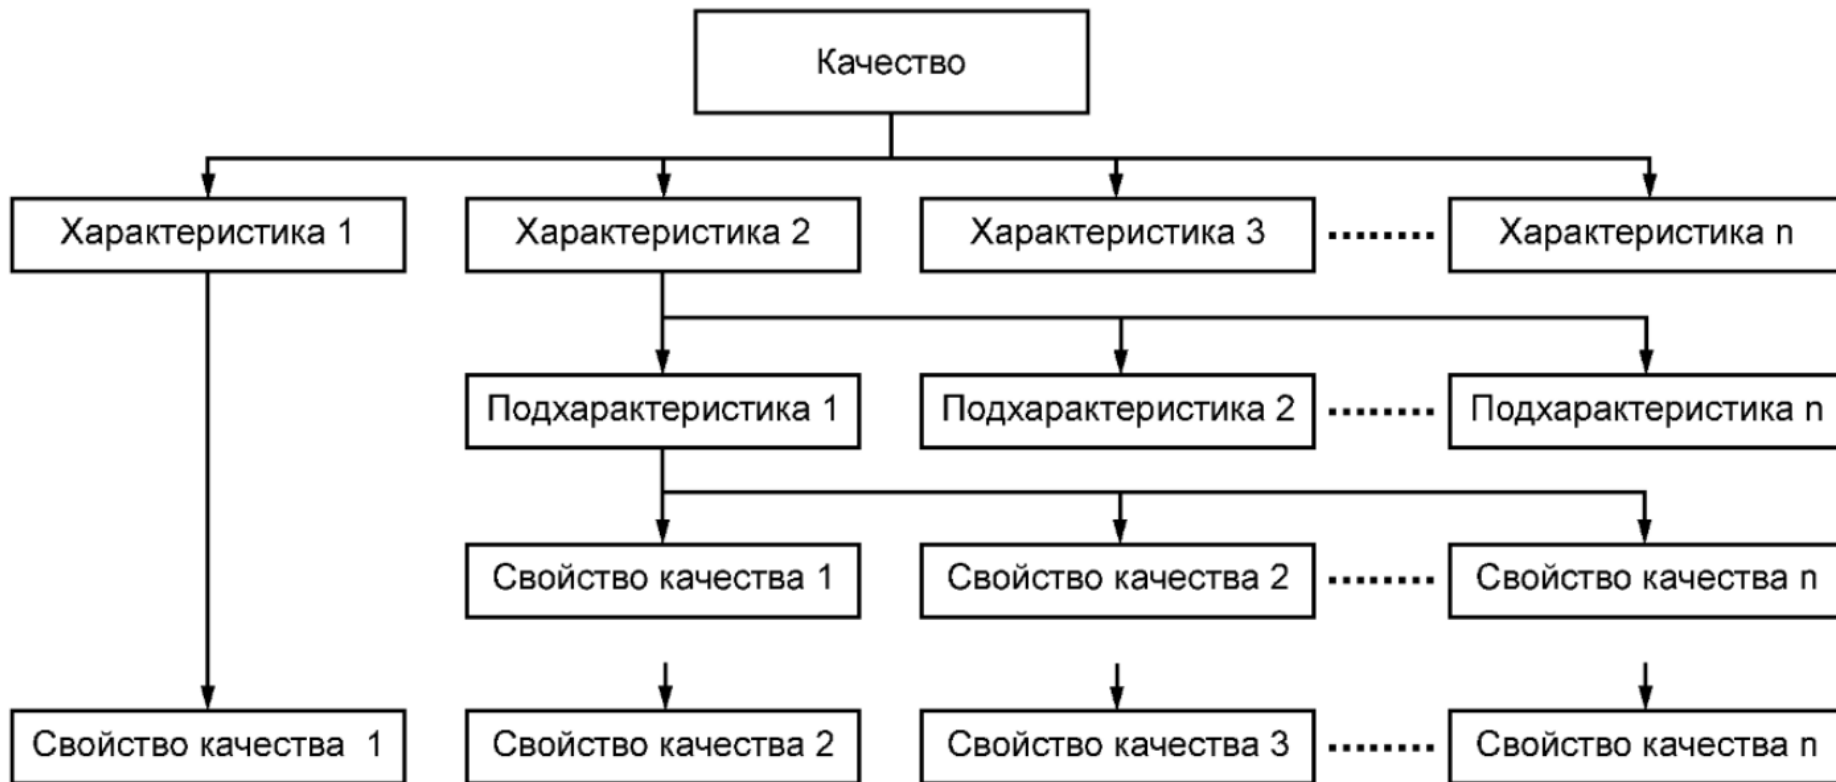 Качество
Характеристика 1
Характеристика 2
Характеристика 3
Характеристика n
Подхарактеристика 1
Подхарактеристика 2
Подхарактеристика n
Свойство качества 1
Свойство качества 2
Свойство качества n
Свойство качества 1
Свойство качества 2
Свойство качества 3
Свойство качества n